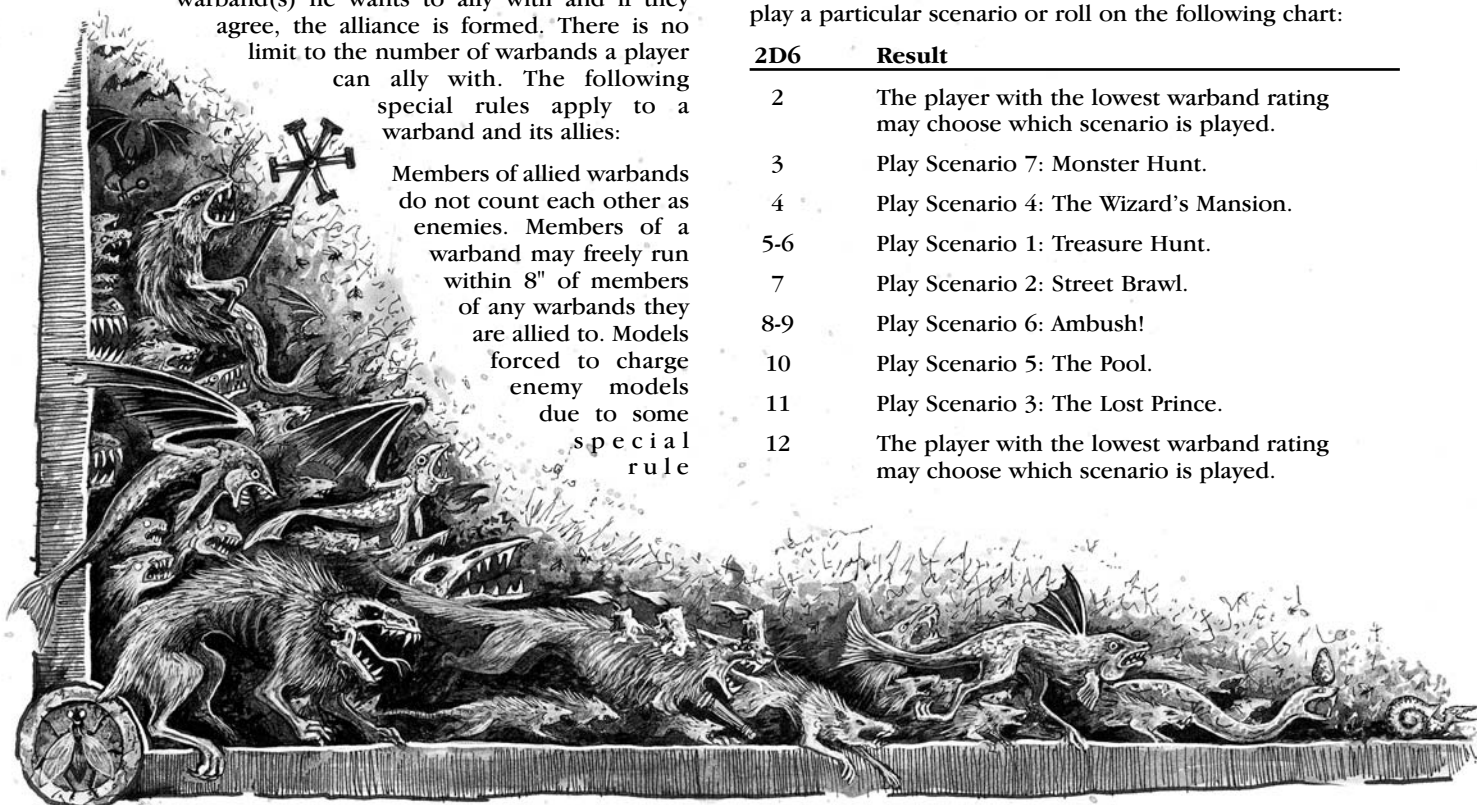 warband(s) he wants to ally with and if they
agree, the alliance is formed. There is no
limit to the number of warbands a player
can ally with. The following
special rules apply to a
warband and its allies:
Members of allied warbands
do not count each other as
enemies. Members of a
warband may freely run
within 8" of members
of any warbands they
are allied to. Models
forced to charge
enemy models
due to some
special
rule
play a particular scenario or roll on the following chart:
2D6 Result
2 The player with the lowest warband rating
may choose which scenario is played.
3 Play Scenario 7: Monster Hunt.
4 Play Scenario 4: The Wizard's Mansion.
5-6 Play Scenario 1: Treasure Hunt.
7 Play Scenario 2: Street Brawl.
8-9 Play Scenario 6: Ambush!
10 Play Scenario 5: The Pool.
11 Play Scenario 3: The Lost Prince.
12 The player with the lowest warband rating
may choose which scenario is played.